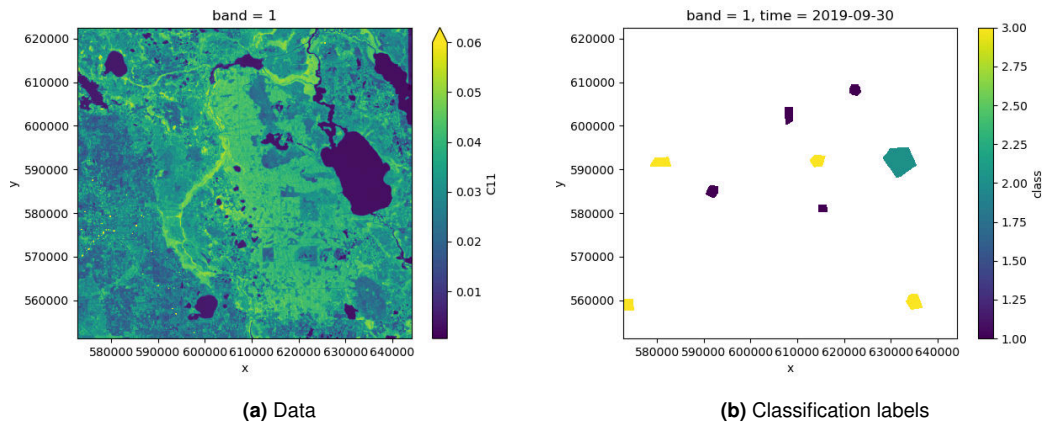 band = 1
620000
610000
600000
590000
580000
570000
560000
y
580000 590000 600000 610000 620000 630000 640000
x
0.06
0.05
0.04
0.03
0.02
0.01
C11
(a) Data
band = 1, time = 2019-09-30
620000
610000
600000
590000
580000
570000
560000
y
580000 590000 600000 610000 620000 630000 640000
x
3.00
2.75
2.50
2.25
2.00
1.75
1.50
1.25
1.00
class
(b) Classification labels